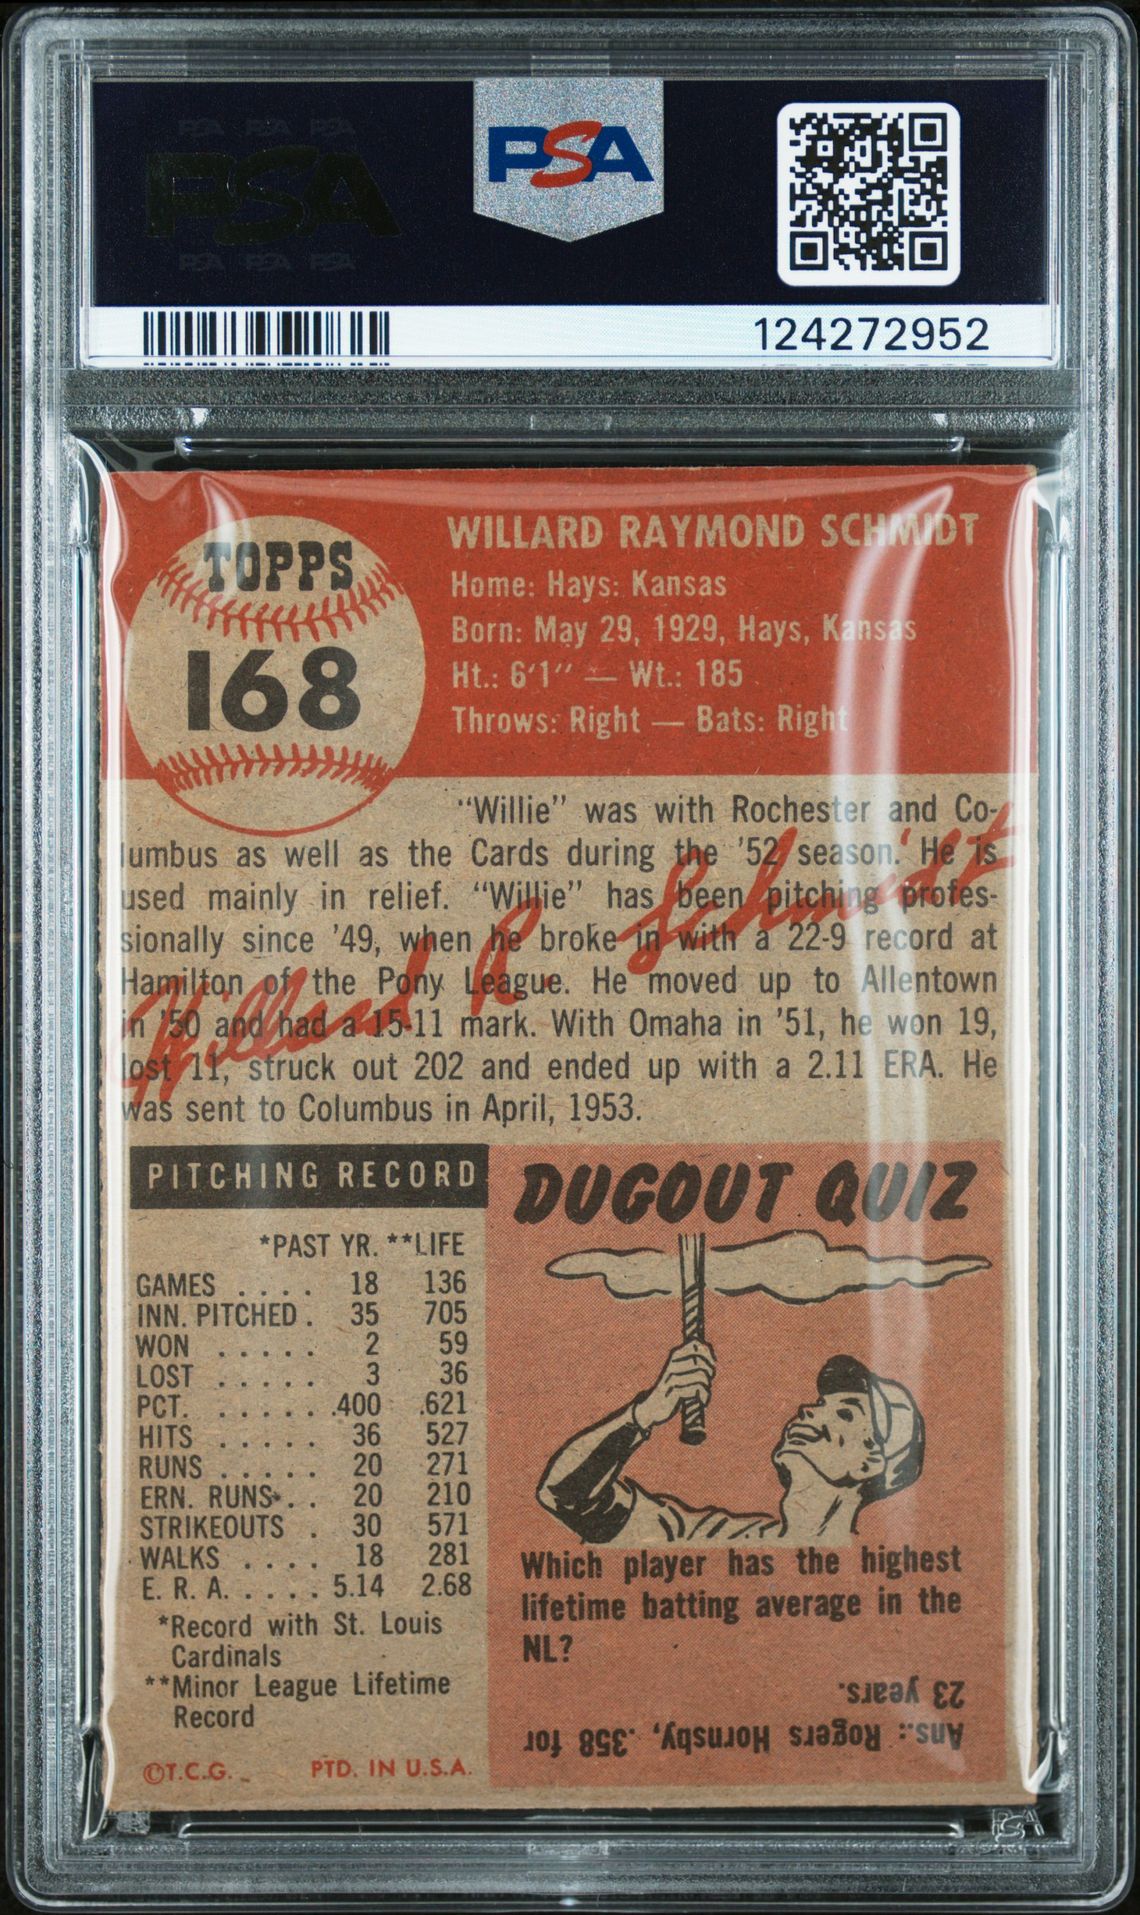 PSA PSA PSA
PSA
PSA PSA PSA
PSA
124272952
TOPPS
168
WILLARD RAYMOND SCHMIDT
Home: Hays: Kansas
Born: May 29, 1929, Hays, Kansas
Ht.: 6'1" — Wt.: 185
Throws: Right — Bats: Right
"Willie" was with Rochester and Co-
lumbus as well as the Cards during the '52 season. He is
used mainly in relief. "Willie" has been pitching profes-
sionally since '49, when he broke in with a 22-9 record at
Hamilton of the Pony League. He moved up to Allentown
in '50 and had a 15-11 mark. With Omaha in '51, he won 19,
lost 11, struck out 202 and ended up with a 2.11 ERA. He
was sent to Columbus in April, 1953.
Willard R. Schmidt
PITCHING RECORD
*PAST YR. **LIFE
GAMES .... 18 136
INN. PITCHED . 35 705
WON ..... 2 59
LOST ..... 3 36
PCT. ...... .400 .621
HITS ..... 36 527
RUNS ..... 20 271
ERN. RUNS . . 20 210
STRIKEOUTS . 30 571
WALKS .... 18 281
E. R. A. ..... 5.14 2.68
*Record with St. Louis
Cardinals
**Minor League Lifetime
Record
©T.C.G. PTD. IN U.S.A.
DUGOUT QUIZ
Which player has the highest
lifetime batting average in the
NL?
Ans.: Rogers Hornsby, .358 for
23 years.
PSA